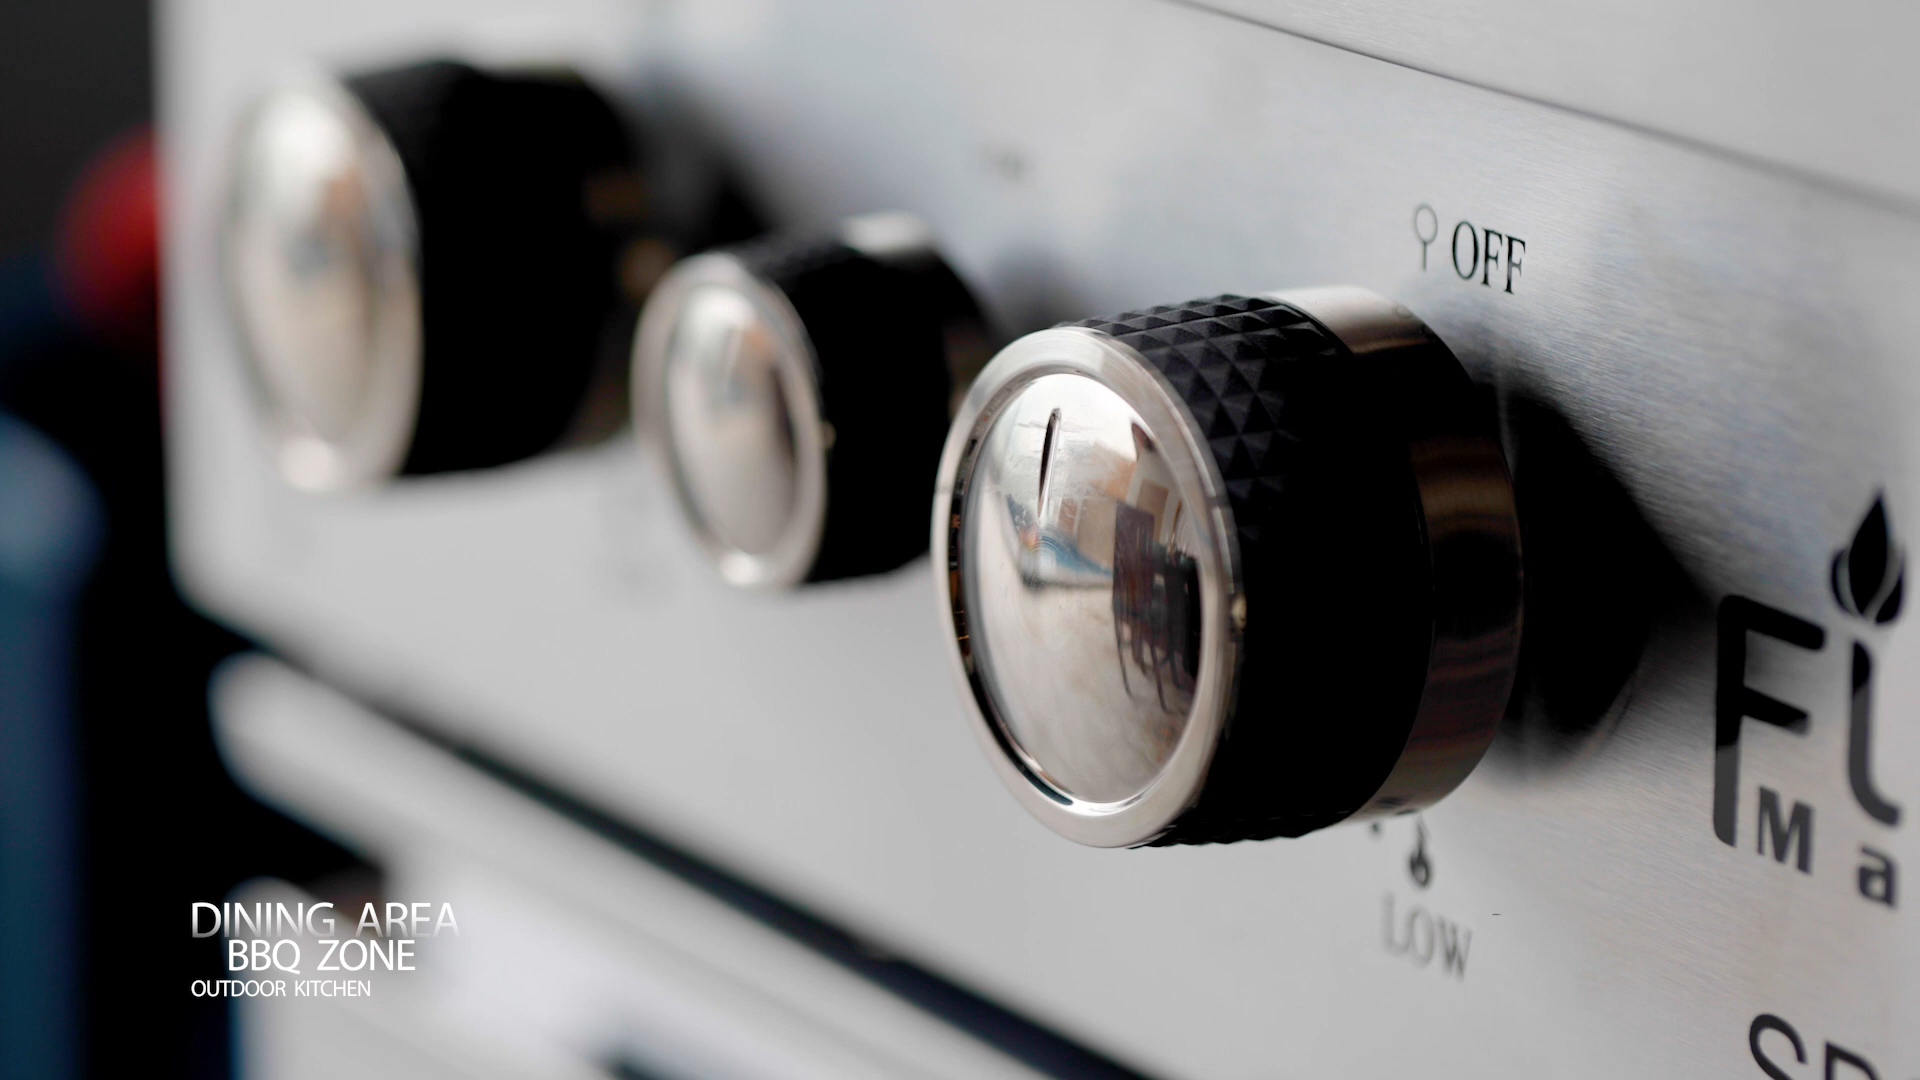 OFF
LOW
DINING AREA
BBQ ZONE
OUTDOOR KITCHEN